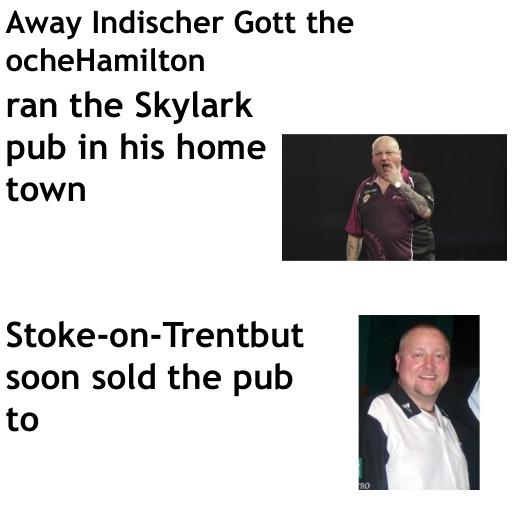 Away Indischer Gott the
ocheHamilton
ran the Skylark
pub in his home
town
Stoke-on-Trentbut
soon sold the pub
to